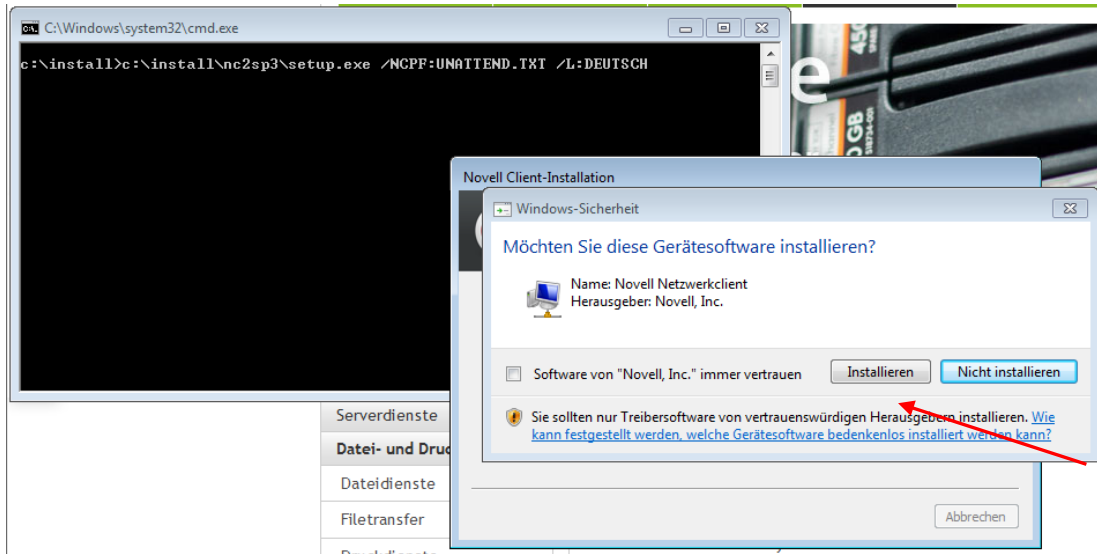 C:\Windows\system32\cmd.exe
c:\install>c:\install\nc2sp3\setup.exe /NCPF:UNATTEND.TXT /L:DEUTSCH
Novell Client-Installation
Windows-Sicherheit
Möchten Sie diese Gerätesoftware installieren?
Name: Novell Netzwerkclient
Herausgeber: Novell, Inc.
Software von "Novell, Inc." immer vertrauen
Installieren
Nicht installieren
Sie sollten nur Treibersoftware von vertrauenswürdigen Herausgebern installieren. Wie
kann festgestellt werden, welche Gerätesoftware bedenkenlos installiert werden kann?
Abbrechen
Serverdienste
Datei- und Druc
Dateidienste
Filetransfer